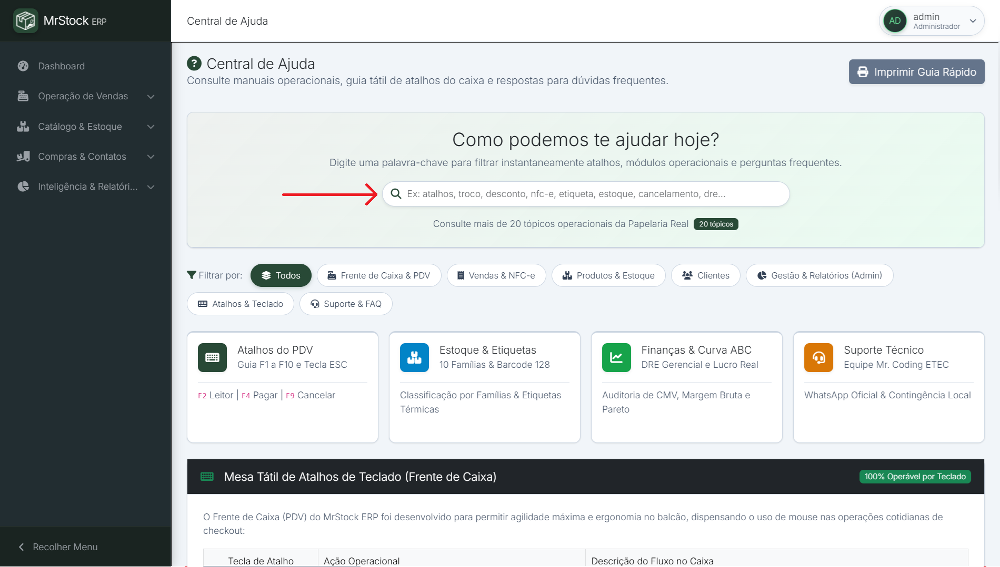 MrStock ERP
Central de Ajuda
AD
admin
Administrador
Dashboard
Operação de Vendas
Catálogo & Estoque
Compras & Contatos
Inteligência & Relatóri...
Recolher Menu
Central de Ajuda
Consulte manuais operacionais, guia tátil de atalhos do caixa e respostas para dúvidas frequentes.
Imprimir Guia Rápido
Como podemos te ajudar hoje?
Digite uma palavra-chave para filtrar instantaneamente atalhos, módulos operacionais e perguntas frequentes.
Ex: atalhos, troco, desconto, nfc-e, etiqueta, estoque, cancelamento, dre...
Consulte mais de 20 tópicos operacionais da Papelaria Real 20 tópicos
Filtrar por: Todos Frente de Caixa & PDV Vendas & NFC-e Produtos & Estoque Clientes Gestão & Relatórios (Admin)
Atalhos & Teclado Suporte & FAQ
Atalhos do PDV
Guia F1 a F10 e Tecla ESC
F2 Leitor | F4 Pagar | F9 Cancelar
Estoque & Etiquetas
10 Famílias & Barcode 128
Classificação por Famílias & Etiquetas
Térmicas
Finanças & Curva ABC
DRE Gerencial e Lucro Real
Auditoria de CMV, Margem Bruta e
Pareto
Suporte Técnico
Equipe Mr. Coding ETEC
WhatsApp Oficial & Contingência Local
Mesa Tátil de Atalhos de Teclado (Frente de Caixa)
100% Operável por Teclado
O Frente de Caixa (PDV) do MrStock ERP foi desenvolvido para permitir agilidade máxima e ergonomia no balcão, dispensando o uso de mouse nas operações cotidianas de
checkout:
Tecla de Atalho Ação Operacional Descrição do Fluxo no Caixa